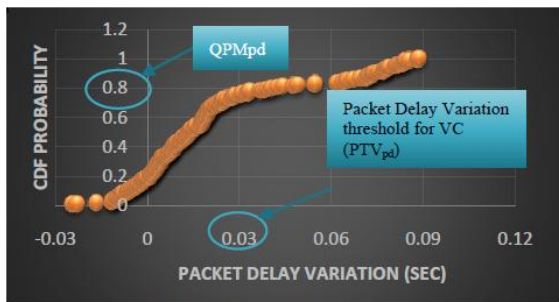 1.2
1
0.8
0.6
0.4
0.2
0
CDF PROBABILITY
QPMpd
Packet Delay Variation
threshold for VC
(PTVpd)
-0.03 0 0.03 0.06 0.09 0.12
PACKET DELAY VARIATION (SEC)